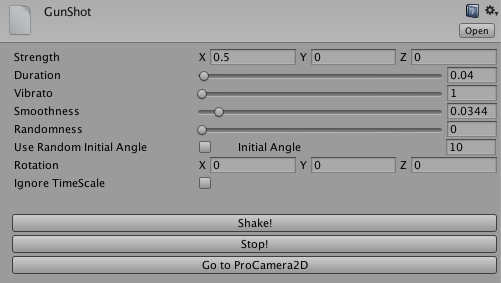 GunShot
Open
Strength X 0.5 Y 0 Z 0
Duration 0.04
Vibrato 1
Smoothness 0.0344
Randomness 0
Use Random Initial Angle Initial Angle 10
Rotation X 0 Y 0 Z 0
Ignore TimeScale
Shake!
Stop!
Go to ProCamera2D